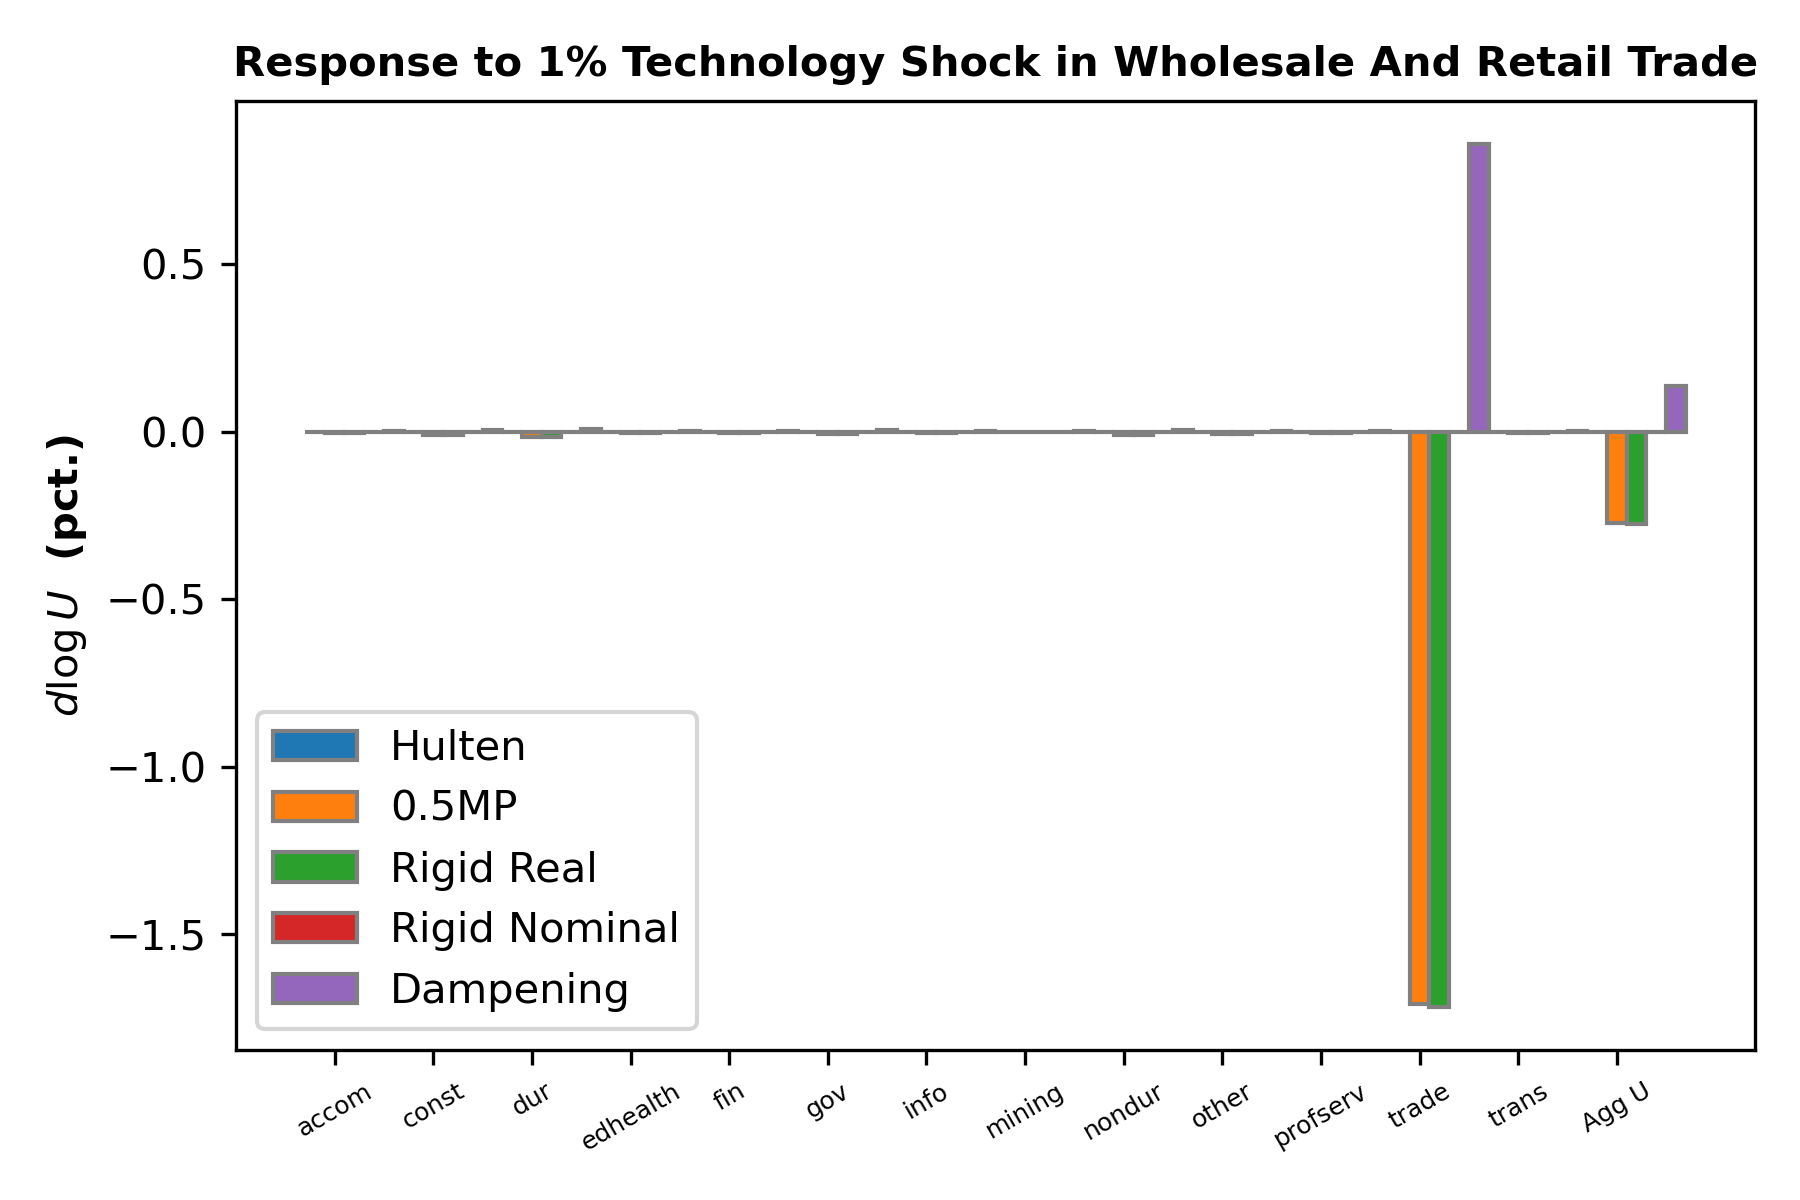 Response to 1% Technology Shock in Wholesale And Retail Trade
d log U (pct.)
0.5
0.0
−0.5
−1.0
−1.5
Hulten
0.5MP
Rigid Real
Rigid Nominal
Dampening
accom const dur edhealth fin gov info mining nondur other profserv trade trans Agg U